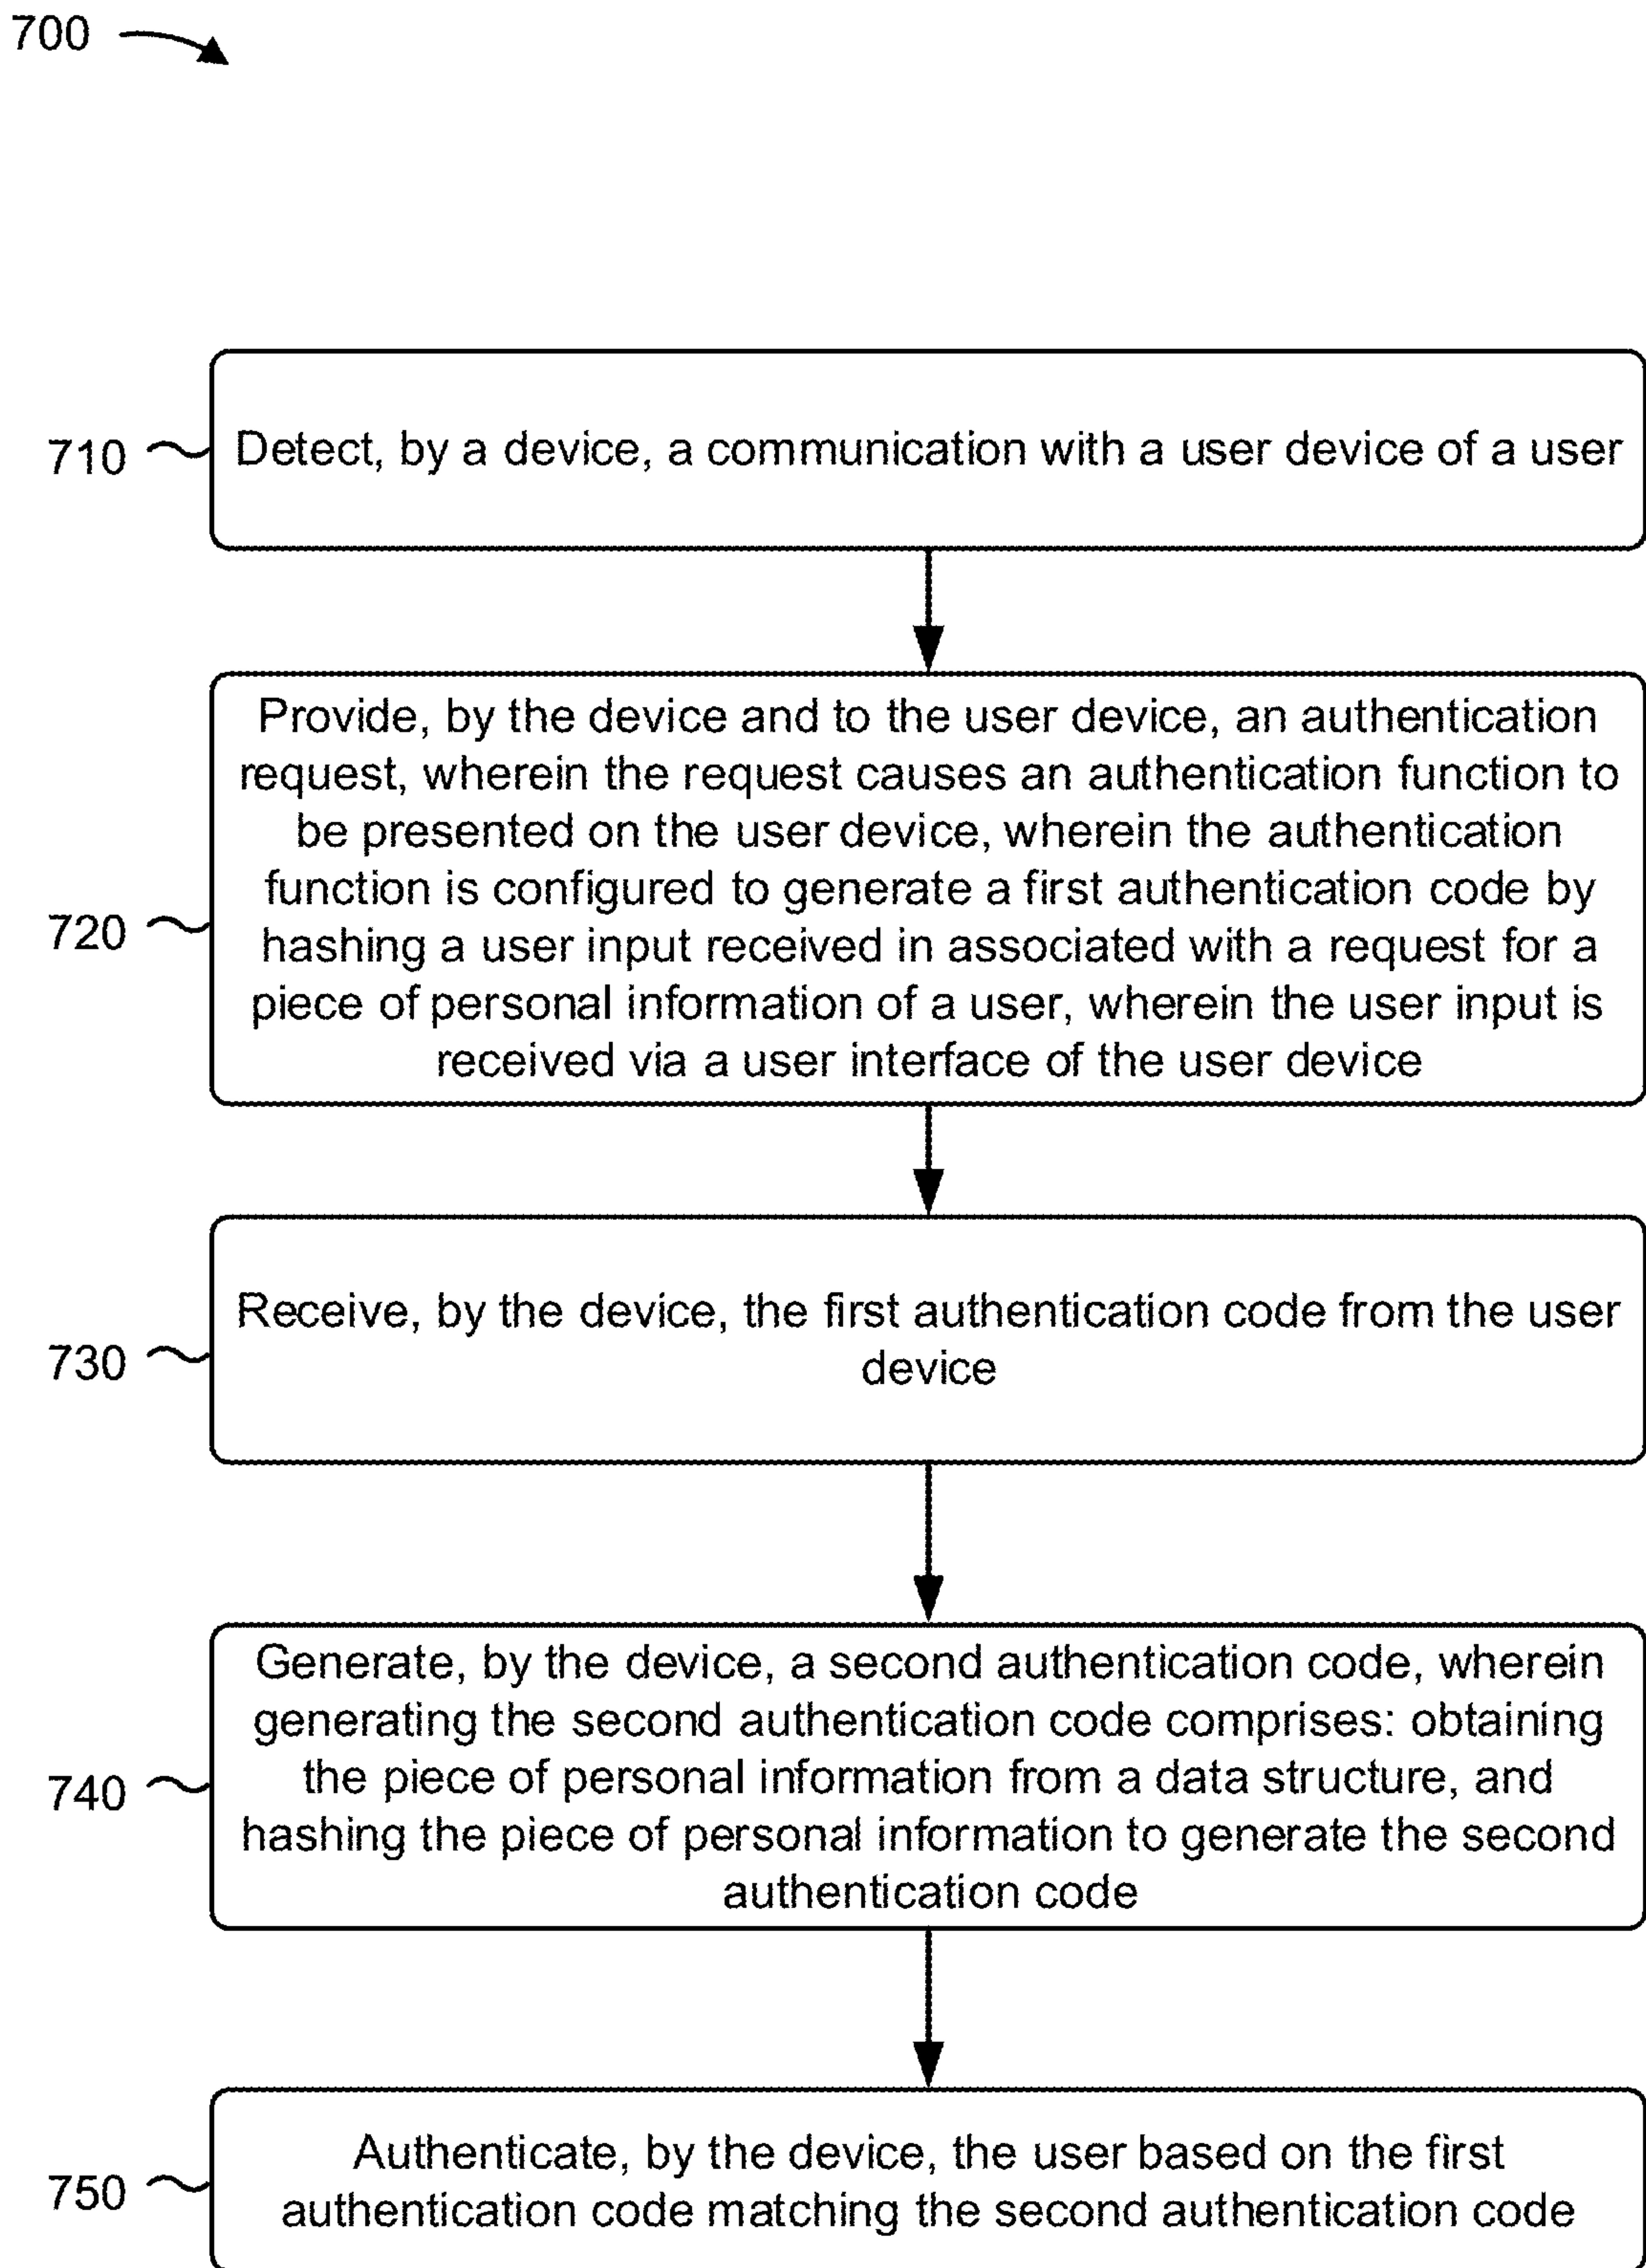 700
710
Detect, by a device, a communication with a user device of a user
720
Provide, by the device and to the user device, an authentication
request, wherein the request causes an authentication function to
be presented on the user device, wherein the authentication
function is configured to generate a first authentication code by
hashing a user input received in associated with a request for a
piece of personal information of a user, wherein the user input is
received via a user interface of the user device
730
Receive, by the device, the first authentication code from the user
device
740
Generate, by the device, a second authentication code, wherein
generating the second authentication code comprises: obtaining
the piece of personal information from a data structure, and
hashing the piece of personal information to generate the second
authentication code
750
Authenticate, by the device, the user based on the first
authentication code matching the second authentication code